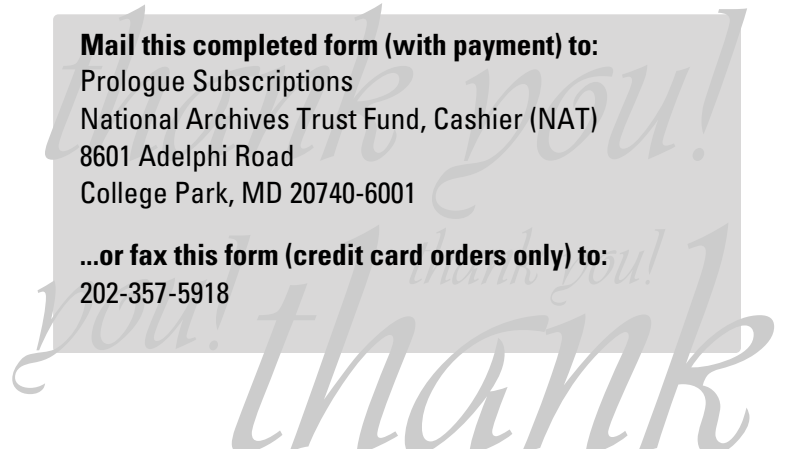 thank you!
Mail this completed form (with payment) to:
Prologue Subscriptions
National Archives Trust Fund, Cashier (NAT)
8601 Adelphi Road
College Park, MD 20740-6001
...or fax this form (credit card orders only) to:
thank you!
202-357-5918
you!
thank